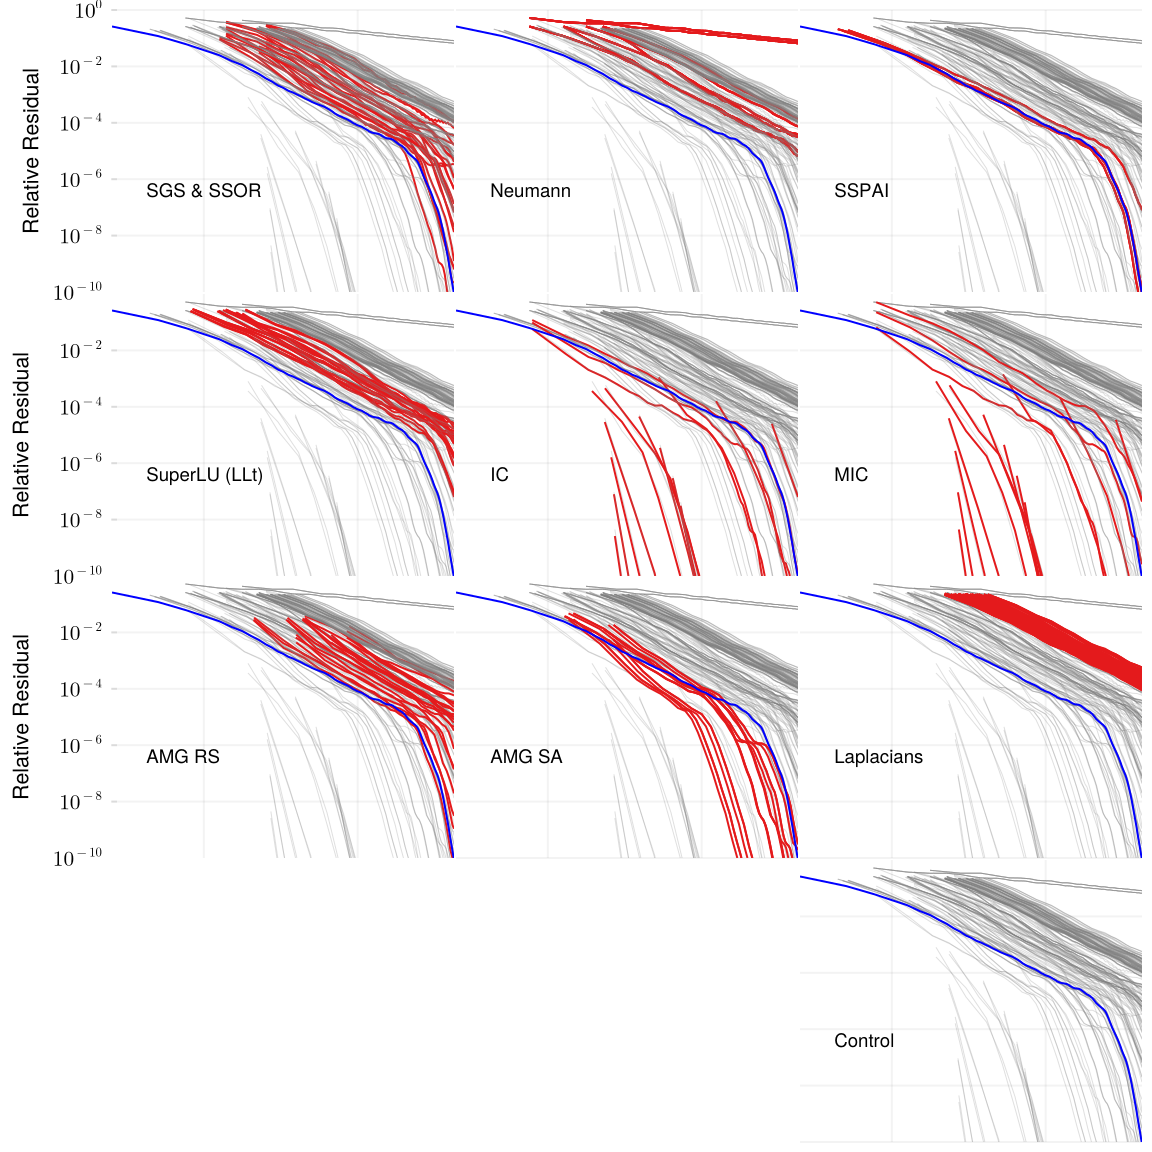 10^0
10^−2
10^−4
10^−6
10^−8
10^−10
Relative Residual
SGS & SSOR
Neumann
SSPAI
10^−2
10^−4
10^−6
10^−8
10^−10
Relative Residual
SuperLU (LLt)
IC
MIC
10^−2
10^−4
10^−6
10^−8
10^−10
Relative Residual
AMG RS
AMG SA
Laplacians
Control